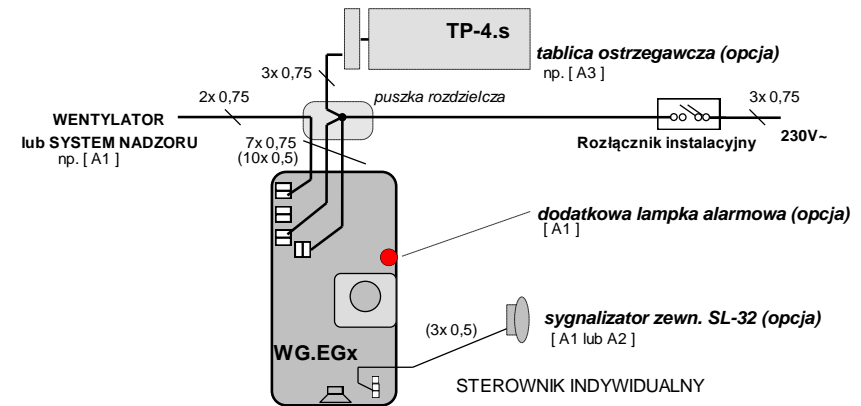 TP-4.s
tablica ostrzegawcza (opcja)
np. [ A3 ]
3x 0,75
2x 0,75
puszka rozdzielcza
3x 0,75
WENTYLATOR
lub SYSTEM NADZORU
np. [ A1 ]
7x 0,75
(10x 0,5)
Rozłącznik instalacyjny
230V~
dodatkowa lampka alarmowa (opcja)
[ A1 ]
(3x 0,5)
sygnalizator zewn. SL-32 (opcja)
[ A1 lub A2 ]
WG.EGx
STEROWNIK INDYWIDUALNY